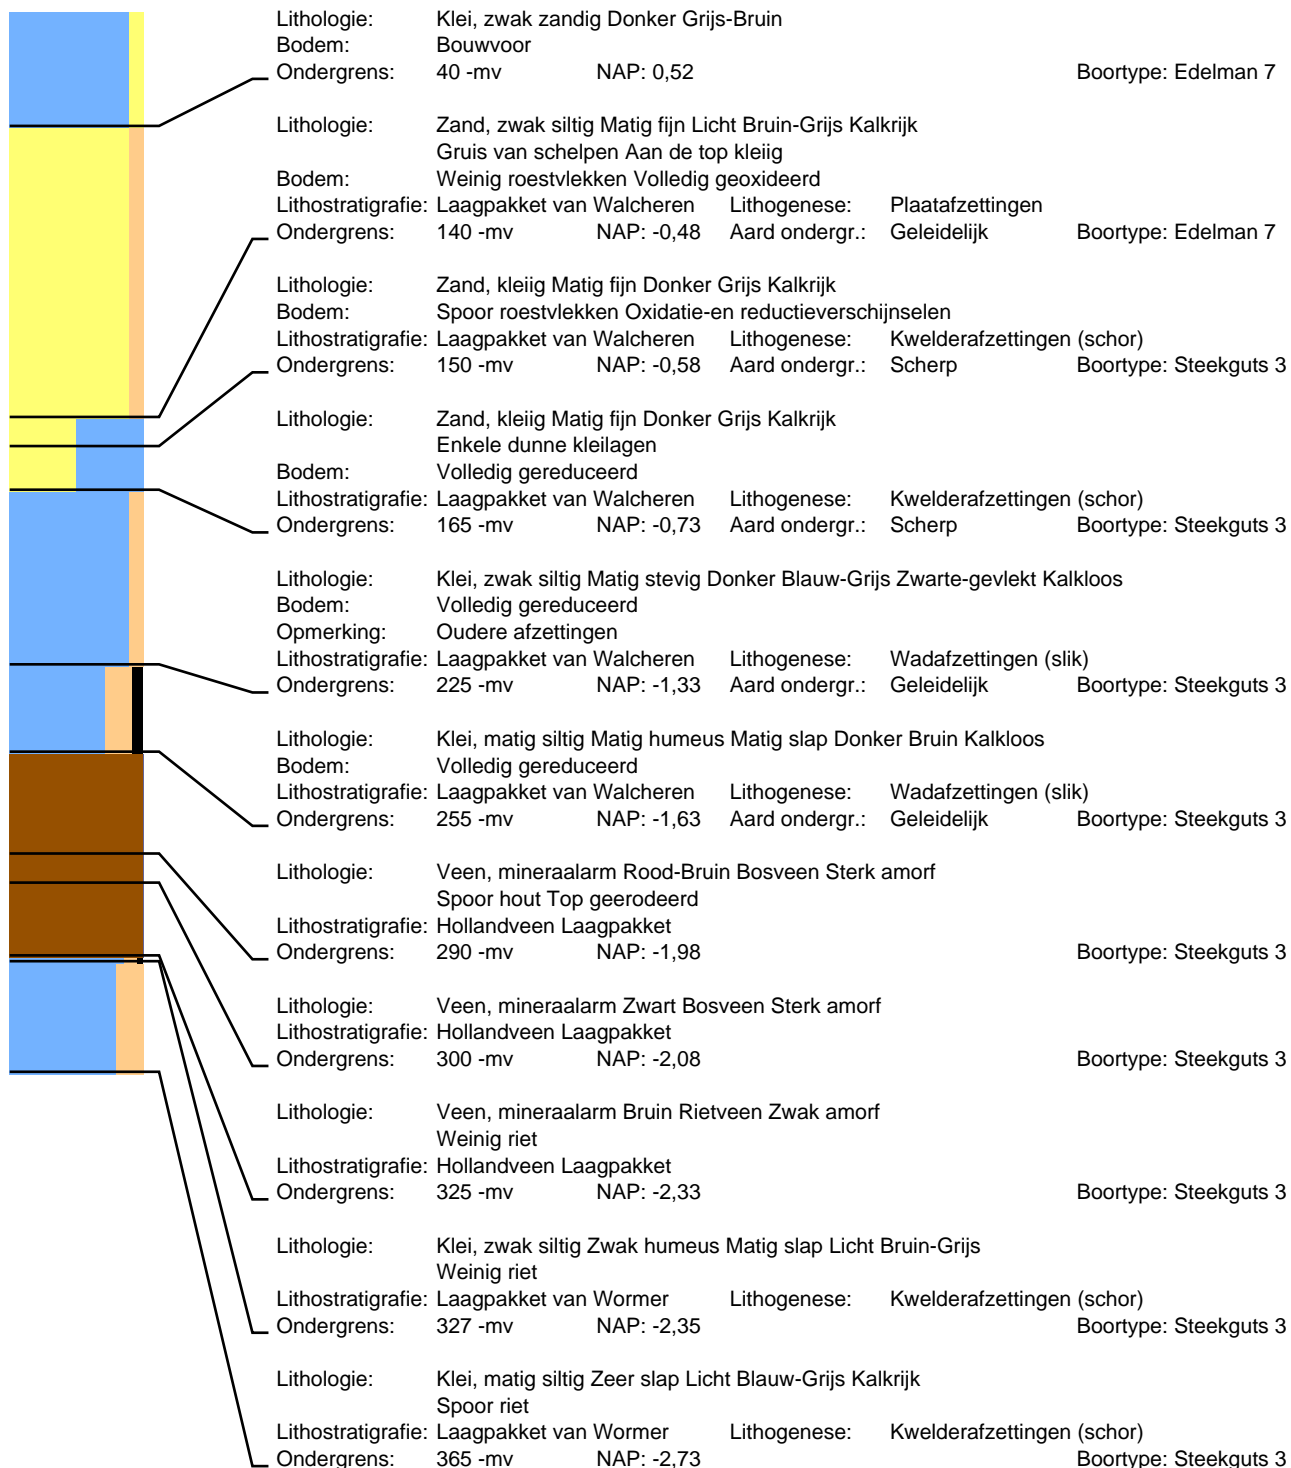 Lithologie: Klei, zwak zandig Donker Grijs-Bruin
Bodem: Bouwvoor
Ondergrens: 40 -mv NAP: 0,52 Boortype: Edelman 7
Lithologie: Zand, zwak siltig Matig fijn Licht Bruin-Grijs Kalkrijk
Gruis van schelpen Aan de top kleiig
Bodem: Weinig roestvlekken Volledig geoxideerd
Lithostratigrafie: Laagpakket van Walcheren Lithogenese: Plaatafzettingen
Ondergrens: 140 -mv NAP: -0,48 Aard ondergr.: Geleidelijk Boortype: Edelman 7
Lithologie: Zand, kleiig Matig fijn Donker Grijs Kalkrijk
Bodem: Spoor roestvlekken Oxidatie-en reductieverschijnselen
Lithostratigrafie: Laagpakket van Walcheren Lithogenese: Kwelderafzettingen (schor)
Ondergrens: 150 -mv NAP: -0,58 Aard ondergr.: Scherp Boortype: Steekguts 3
Lithologie: Zand, kleiig Matig fijn Donker Grijs Kalkrijk
Enkele dunne kleilagen
Bodem: Volledig gereduceerd
Lithostratigrafie: Laagpakket van Walcheren Lithogenese: Kwelderafzettingen (schor)
Ondergrens: 165 -mv NAP: -0,73 Aard ondergr.: Scherp Boortype: Steekguts 3
Lithologie: Klei, zwak siltig Matig stevig Donker Blauw-Grijs Zwarte-gevlekt Kalkloos
Bodem: Volledig gereduceerd
Opmerking: Oudere afzettingen
Lithostratigrafie: Laagpakket van Walcheren Lithogenese: Wadafzettingen (slik)
Ondergrens: 225 -mv NAP: -1,33 Aard ondergr.: Geleidelijk Boortype: Steekguts 3
Lithologie: Klei, matig siltig Matig humeus Matig slap Donker Bruin Kalkloos
Bodem: Volledig gereduceerd
Lithostratigrafie: Laagpakket van Walcheren Lithogenese: Wadafzettingen (slik)
Ondergrens: 255 -mv NAP: -1,63 Aard ondergr.: Geleidelijk Boortype: Steekguts 3
Lithologie: Veen, mineraalarm Rood-Bruin Bosveen Sterk amorf
Spoor hout Top geerodeerd
Lithostratigrafie: Hollandveen Laagpakket
Ondergrens: 290 -mv NAP: -1,98 Boortype: Steekguts 3
Lithologie: Veen, mineraalarm Zwart Bosveen Sterk amorf
Lithostratigrafie: Hollandveen Laagpakket
Ondergrens: 300 -mv NAP: -2,08 Boortype: Steekguts 3
Lithologie: Veen, mineraalarm Bruin Rietveen Zwak amorf
Weinig riet
Lithostratigrafie: Hollandveen Laagpakket
Ondergrens: 325 -mv NAP: -2,33 Boortype: Steekguts 3
Lithologie: Klei, zwak siltig Zwak humeus Matig slap Licht Bruin-Grijs
Weinig riet
Lithostratigrafie: Laagpakket van Wormer Lithogenese: Kwelderafzettingen (schor)
Ondergrens: 327 -mv NAP: -2,35 Boortype: Steekguts 3
Lithologie: Klei, matig siltig Zeer slap Licht Blauw-Grijs Kalkrijk
Spoor riet
Lithostratigrafie: Laagpakket van Wormer Lithogenese: Kwelderafzettingen (schor)
Ondergrens: 365 -mv NAP: -2,73 Boortype: Steekguts 3